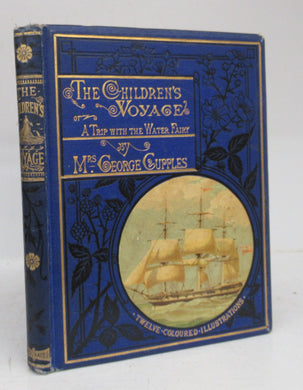 THE
CHILDREN'S
VOYAGE
THE CHILDREN'S
VOYAGE
or
A TRIP WITH THE WATER FAIRY
BY
MRS GEORGE CUPPLES
TWELVE COLOURED ILLUSTRATIONS